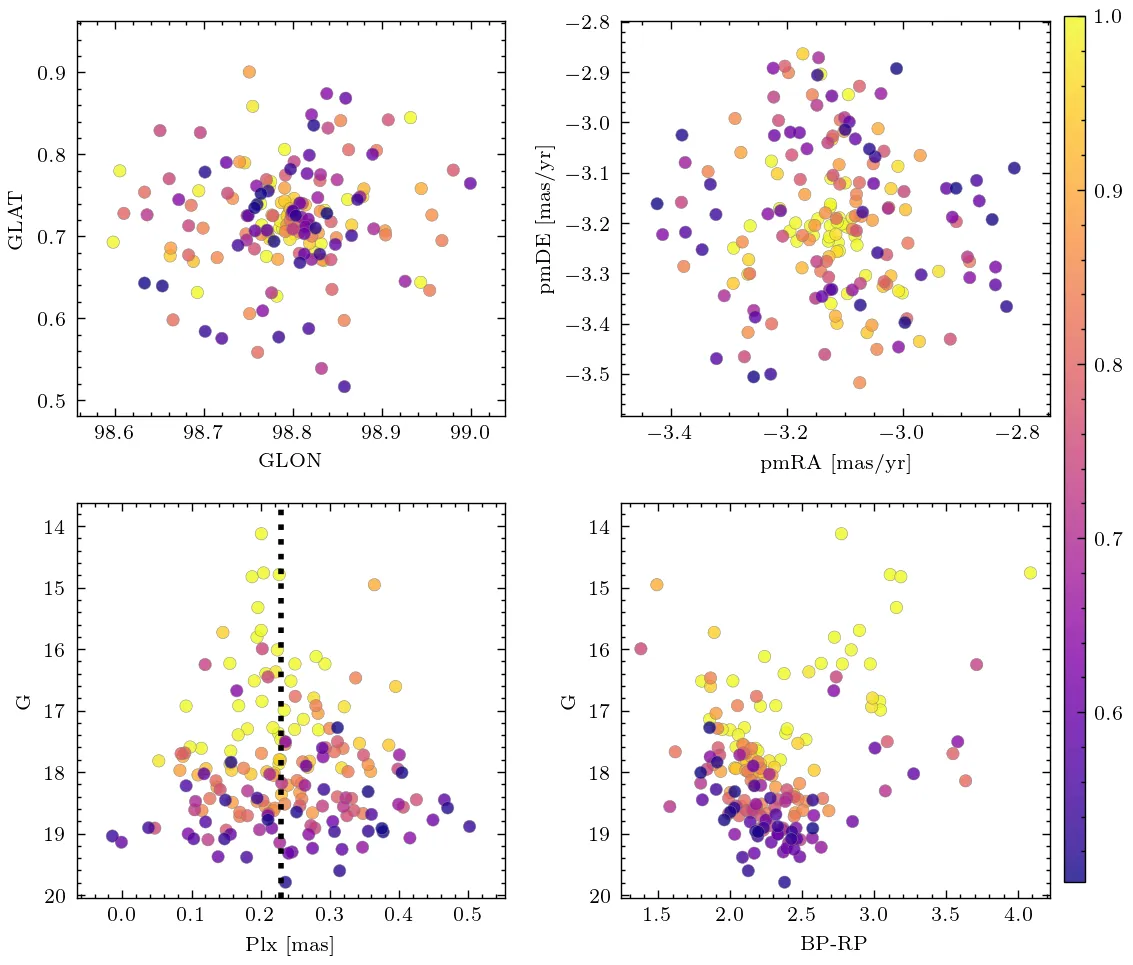 0.9
0.8
0.7
0.6
0.5
GLAT
98.6 98.7 98.8 98.9 99.0
GLON
−2.8
−2.9
−3.0
−3.1
−3.2
−3.3
−3.4
−3.5
pmDE [mas/yr]
−3.4 −3.2 −3.0 −2.8
pmRA [mas/yr]
1.0
0.9
0.8
0.7
0.6
14
15
16
17
18
19
20
G
0.0 0.1 0.2 0.3 0.4 0.5
Plx [mas]
14
15
16
17
18
19
20
G
1.5 2.0 2.5 3.0 3.5 4.0
BP-RP